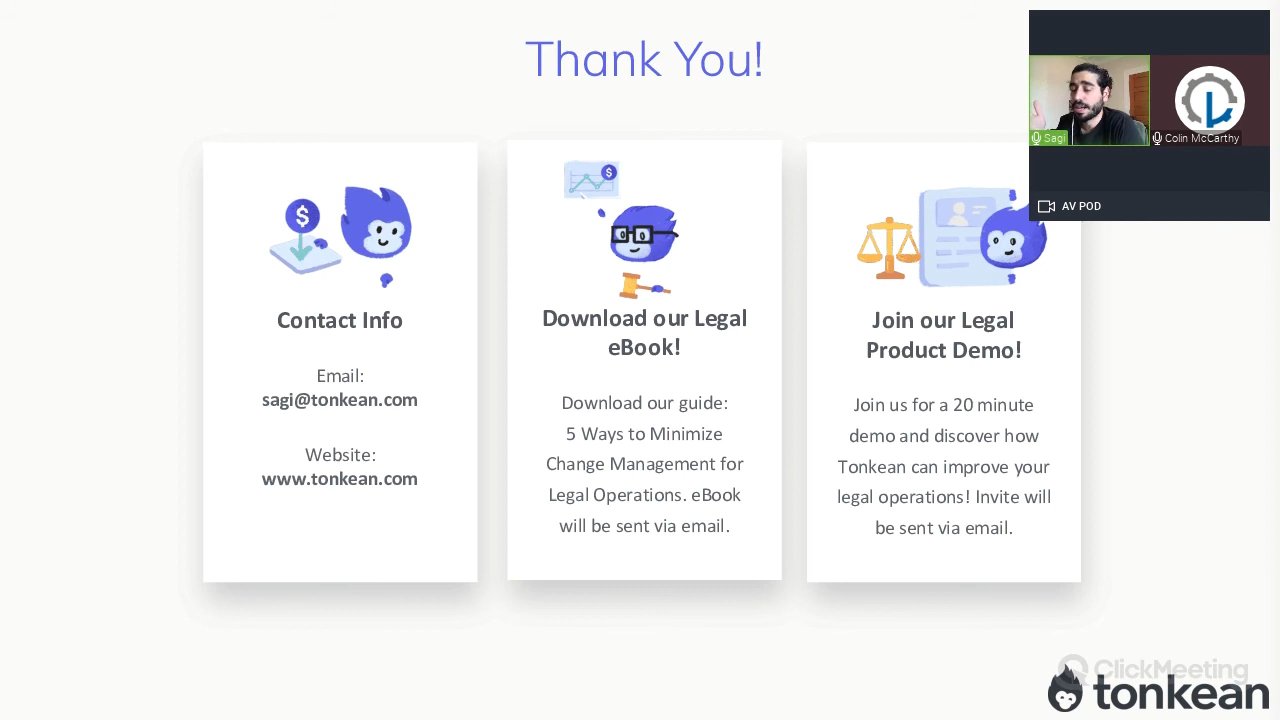 Thank You!
Sagi
Colin McCarthy
AV POD
$
Contact Info
Email:
sagi@tonkean.com
Website:
www.tonkean.com
$
Download our Legal
eBook!
Download our guide:
5 Ways to Minimize
Change Management for
Legal Operations. eBook
will be sent via email.
Join our Legal
Product Demo!
Join us for a 20 minute
demo and discover how
Tonkean can improve your
legal operations! Invite will
be sent via email.
ClickMeeting
tonkean